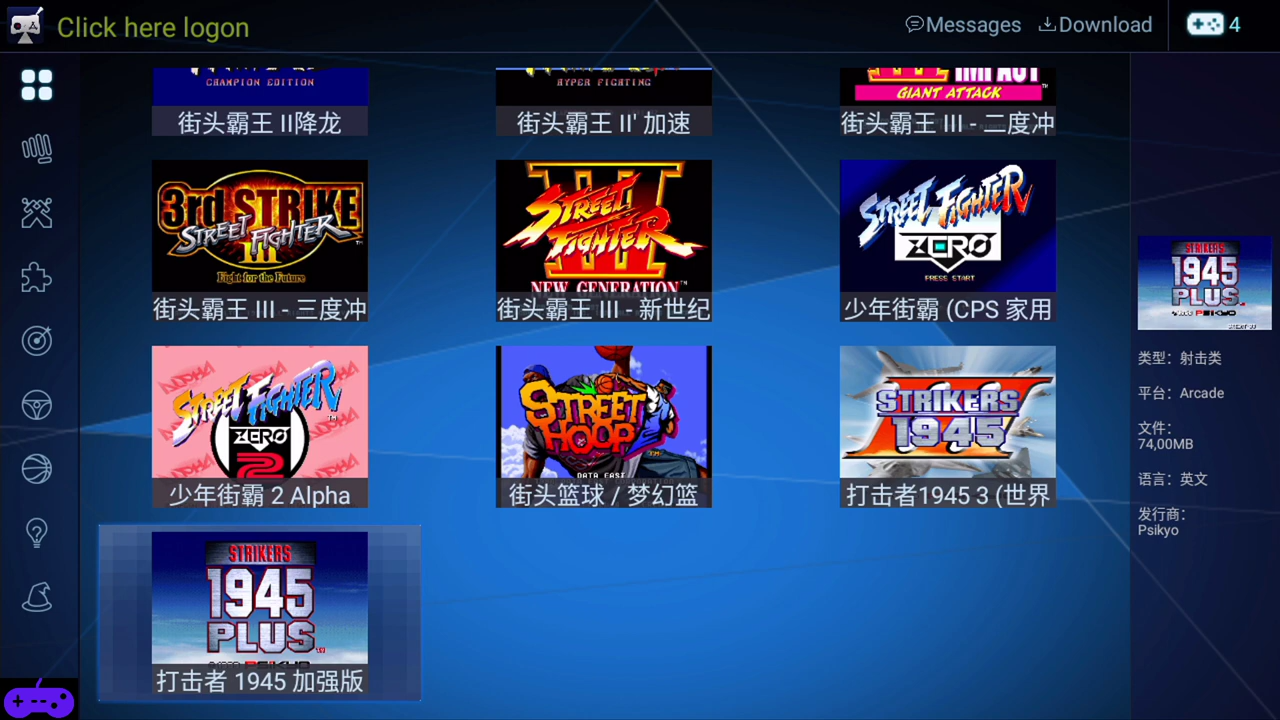 Click here logon
Messages
Download
4
CHAMPION EDITION
街头霸王 II降龙
HYPER FIGHTING
街头霸王 II' 加速
GIANT ATTACK
街头霸王 III - 二度冲
3rd STRIKE
STREET FIGHTER
III
Fight for the Future
街头霸王 III - 三度冲
STREET
FIGHTER
NEW GENERATION
街头霸王 III - 新世纪
STREET FIGHTER
ZERO
PRESS START
少年街霸 (CPS 家用
STREET FIGHTER
ZERO
2
少年街霸 2 Alpha
STREET
HOOP
DATA EAST
街头篮球 / 梦幻篮
STRIKERS
1945
打击者1945 3 (世界
STRIKERS
1945
PLUS
PSIKYO
打击者 1945 加强版
STRIKERS
1945
PLUS
PSIKYO
类型：射击类
平台：Arcade
文件：
74,00MB
语言：英文
发行商：
Psikyo